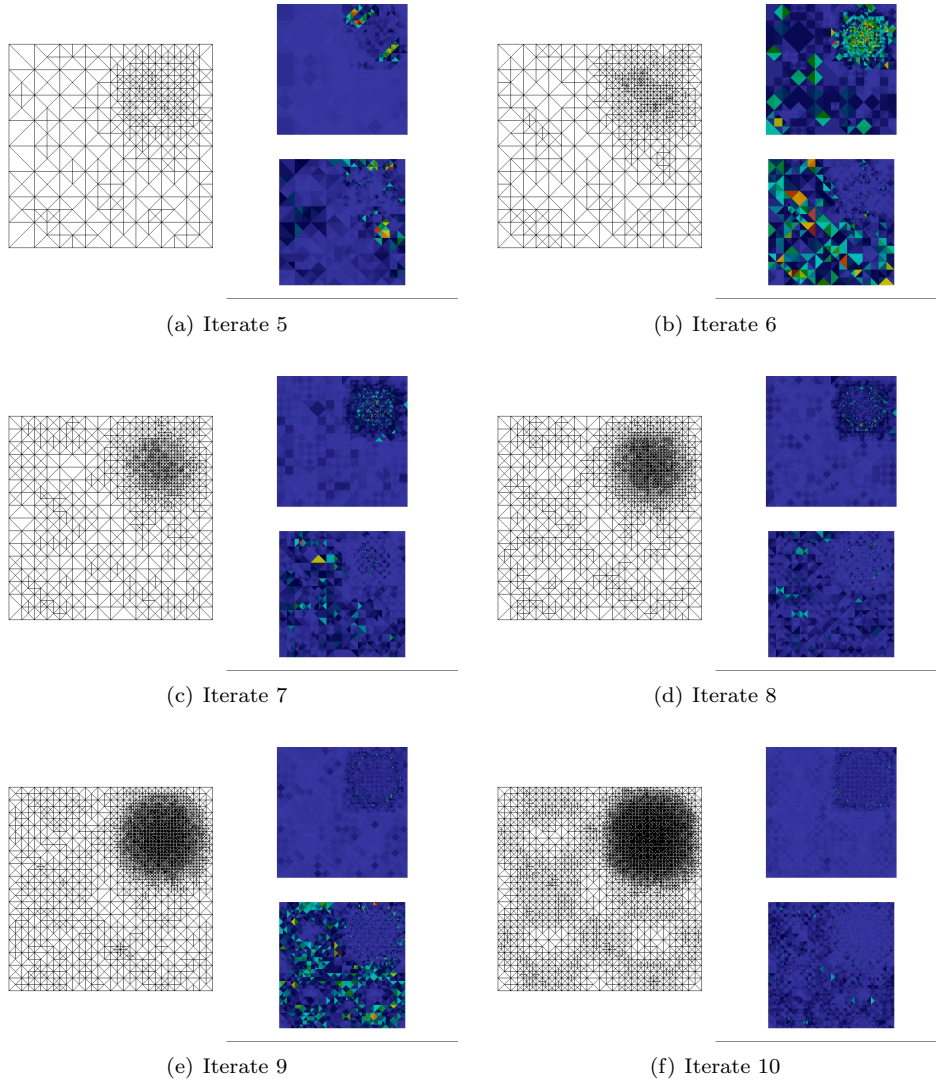 (a) Iterate 5
(b) Iterate 6
(c) Iterate 7
(d) Iterate 8
(e) Iterate 9
(f) Iterate 10